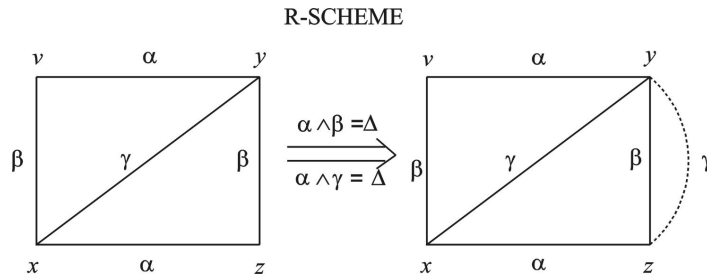 R-SCHEME
v α y
β γ β
x α z
α ∧ β = Δ
α ∧ γ = Δ
v α y
β γ β γ
x α z